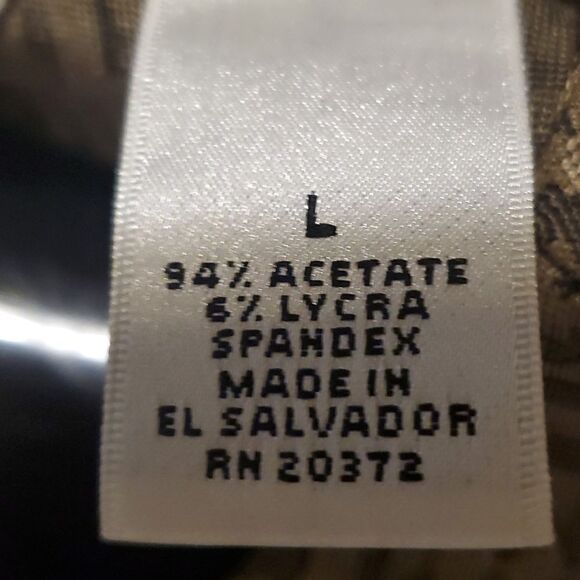 L
94% ACETATE
6% LYCRA
SPANDEX
MADE IN
EL SALVADOR
RN 20372